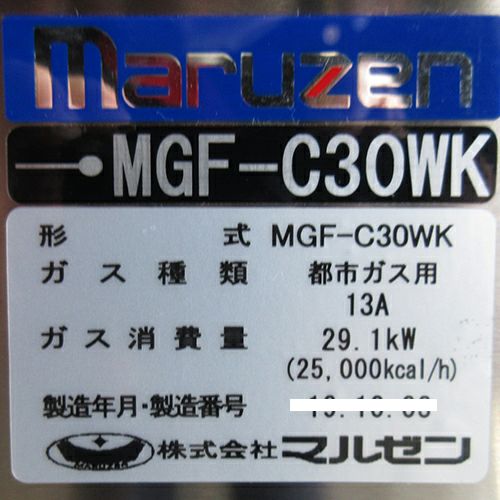 maruzen
MGF-C30WK
形 式 MGF-C30WK
ガス種類 都市ガス用
13A
ガス消費量 29.1kW
(25,000kcal/h)
製造年月・製造番号
MARUZEN 株式会社 マルゼン